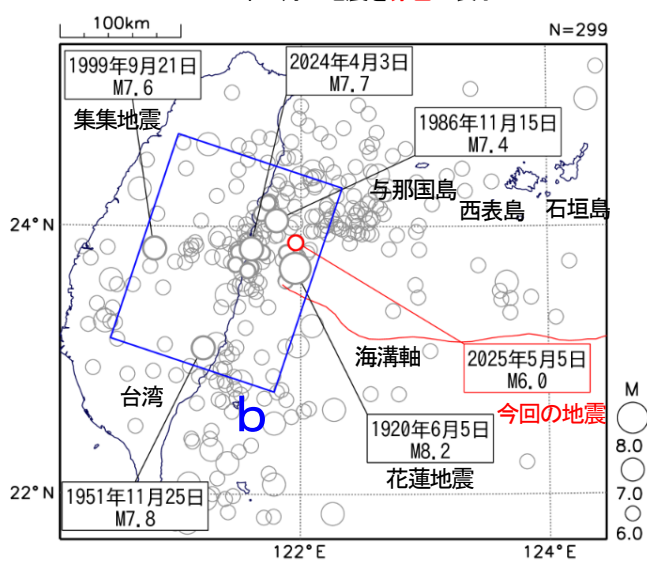 100km
N=299
1999年9月21日
M7.6
集集地震
2024年4月3日
M7.7
1986年11月15日
M7.4
与那国島
西表島
石垣島
24°N
海溝軸
2025年5月5日
M6.0
今回の地震
台湾
b
1920年6月5日
M8.2
花蓮地震
M
8.0
7.0
6.0
22°N
1951年11月25日
M7.8
122°E
124°E